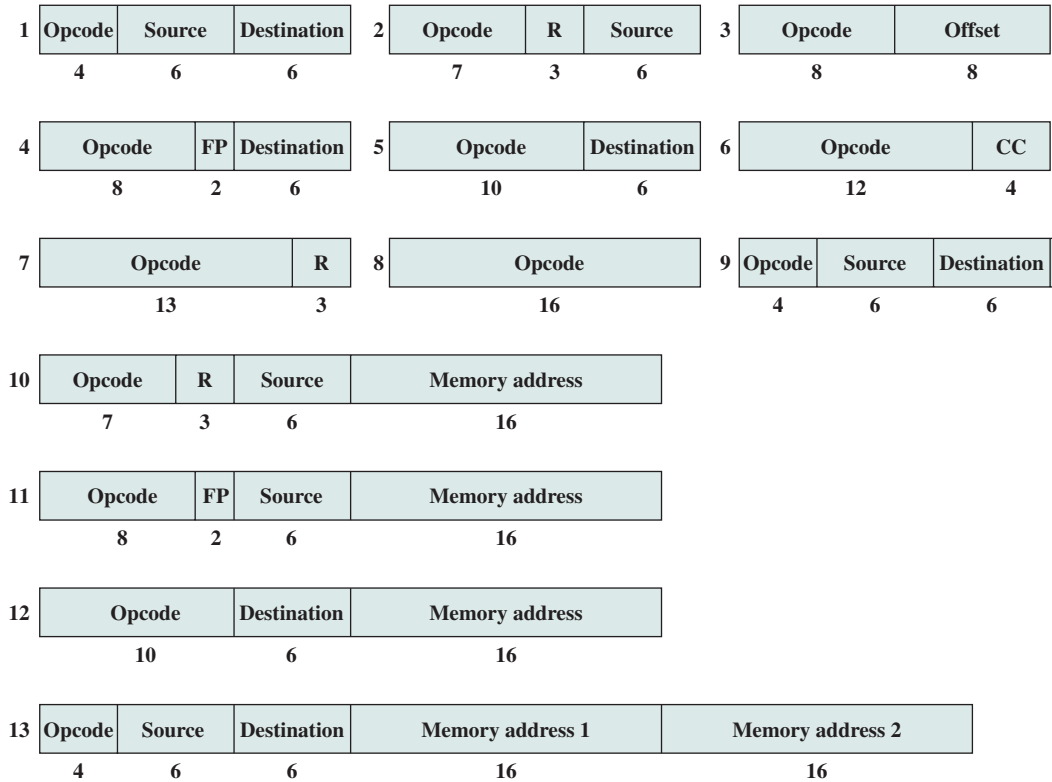 1 Opcode Source Destination 2 Opcode R Source 3 Opcode Offset
4 6 6 7 3 6 8 8
4 Opcode FP Destination 5 Opcode Destination 6 Opcode CC
8 2 6 10 6 12 4
7 Opcode R 8 Opcode 9 Opcode Source Destination
13 3 16 4 6 6
10 Opcode R Source Memory address
7 3 6 16
11 Opcode FP Source Memory address
8 2 6 16
12 Opcode Destination Memory address
10 6 16
13 Opcode Source Destination Memory address 1 Memory address 2
4 6 6 16 16